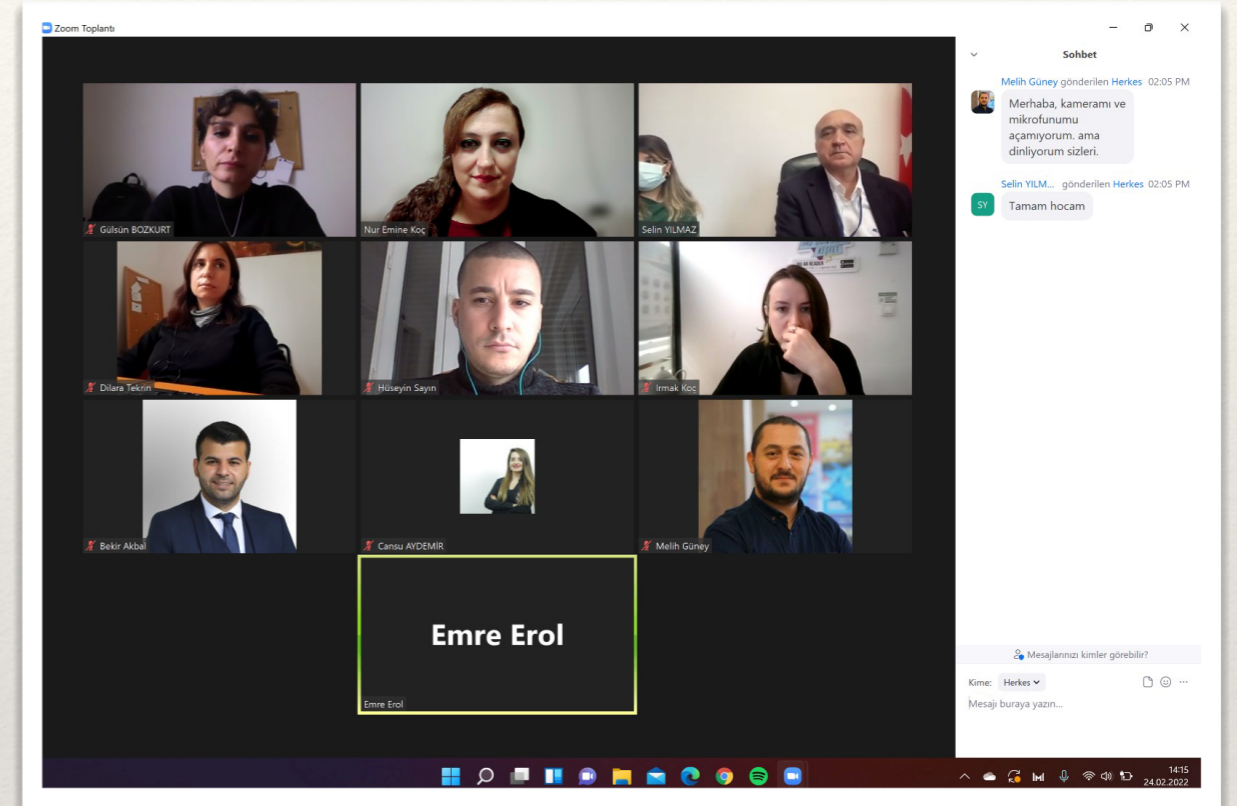 Zoom Toplantı
Gülsün BOZKURT
Nur Emine Koç
Selin YILMAZ
Dilara Tekrin
Hüseyin Sayın
Irmak Koç
Bekir Akbal
Cansu AYDEMİR
Melih Güney
Emre Erol
Emre Erol
Sohbet
Melih Güney gönderilen Herkes 02:05 PM
Merhaba, kameramı ve
mikrofunumu
açamıyorum. ama
dinliyorum sizleri.
Selin YILM... gönderilen Herkes 02:05 PM
SY
Tamam hocam
Mesajlarınızı kimler görebilir?
Kime: Herkes
Mesajı buraya yazın...
14:15
24.02.2022